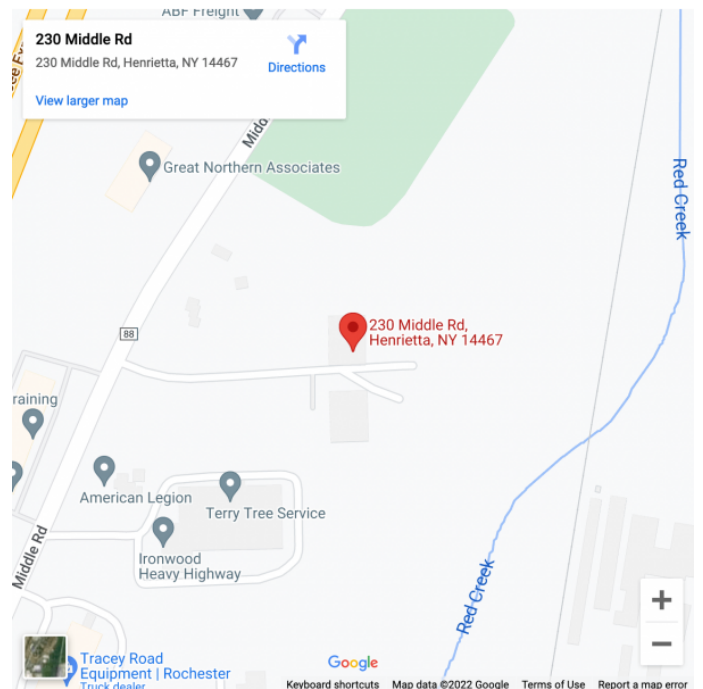 ABF Freight
230 Middle Rd
230 Middle Rd, Henrietta, NY 14467
Directions
View larger map
Great Northern Associates
Red Creek
88
230 Middle Rd,
Henrietta, NY 14467
raining
American Legion
Terry Tree Service
Ironwood
Heavy Highway
Middle Rd
Red Creek
Tracey Road
Equipment | Rochester
Truck dealer
Google
Keyboard shortcuts Map data ©2022 Google Terms of Use Report a map error